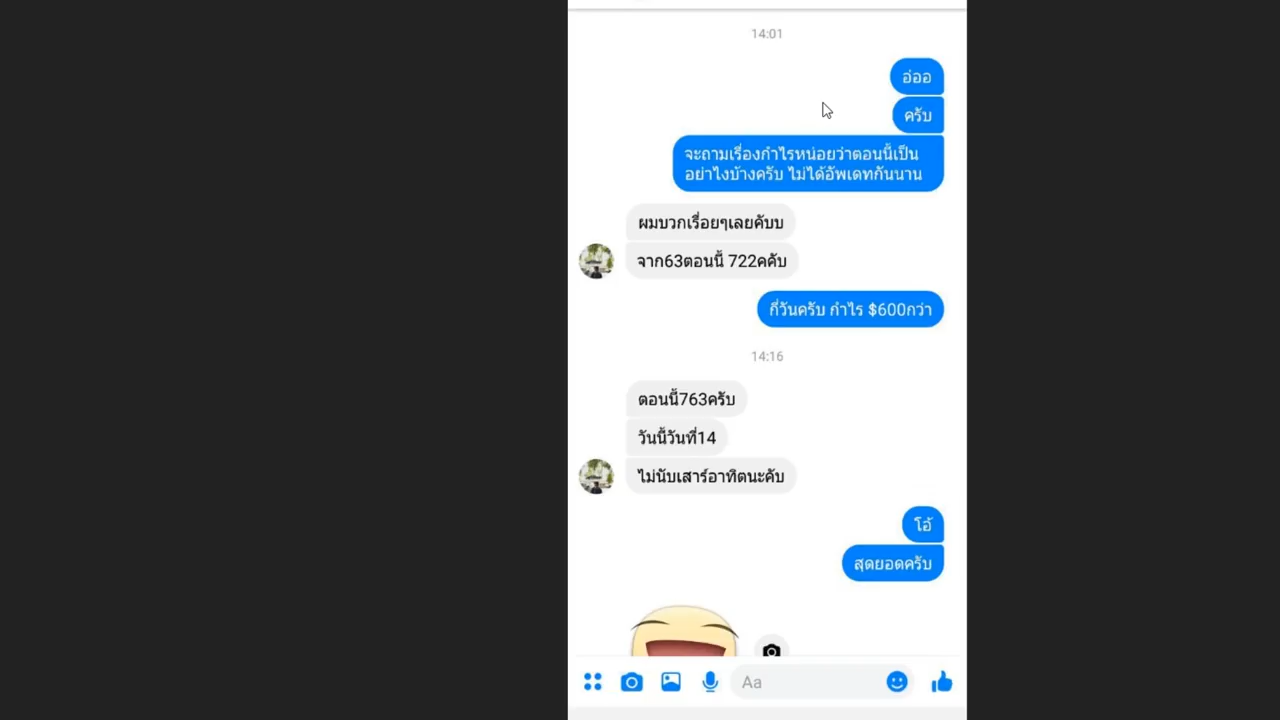 14:01
อ่ออ
ครับ
จะถามเรื่องกำไรหน่อยว่าตอนนี้เป็น
อย่าไงบ้างครับ ไม่ได้อัพเดทกันนาน
ผมบวกเรื่อยๆเลยคับบ
จาก63ตอนนี้ 722คคับ
กี่วันครับ กำไร $600กว่า
14:16
ตอนนี้763ครับ
วันนี้วันที่14
ไม่นับเสาร์อาทิตนะคับ
โอ้
สุดยอดครับ
Aa